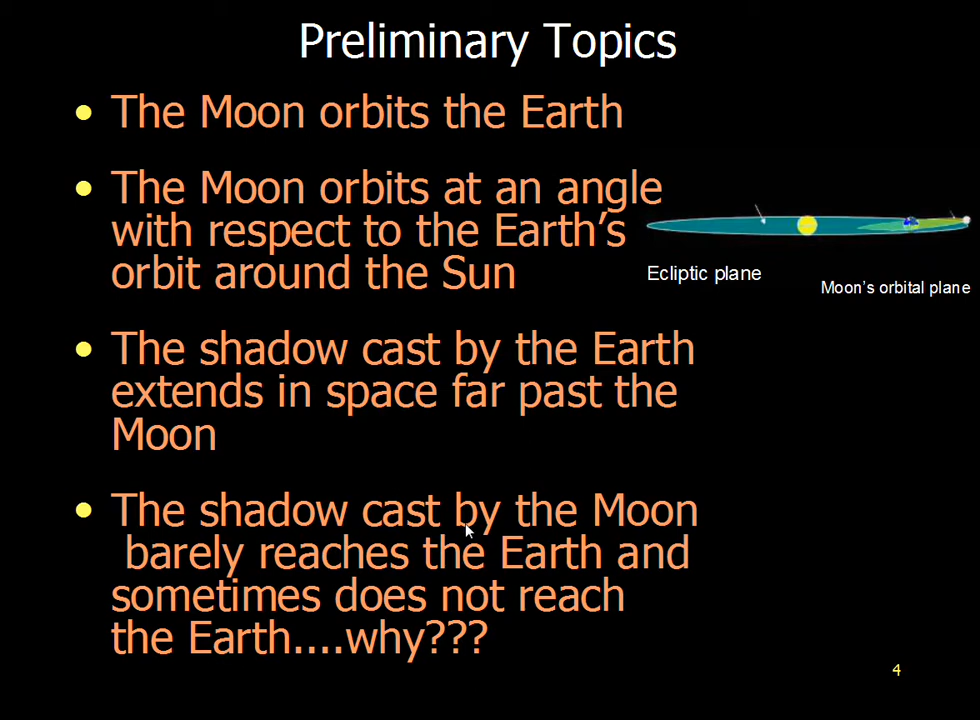 Preliminary Topics
• The Moon orbits the Earth
• The Moon orbits at an angle
with respect to the Earth’s
orbit around the Sun
Ecliptic plane
Moon’s orbital plane
• The shadow cast by the Earth
extends in space far past the
Moon
• The shadow cast by the Moon
barely reaches the Earth and
sometimes does not reach
the Earth....why???
4